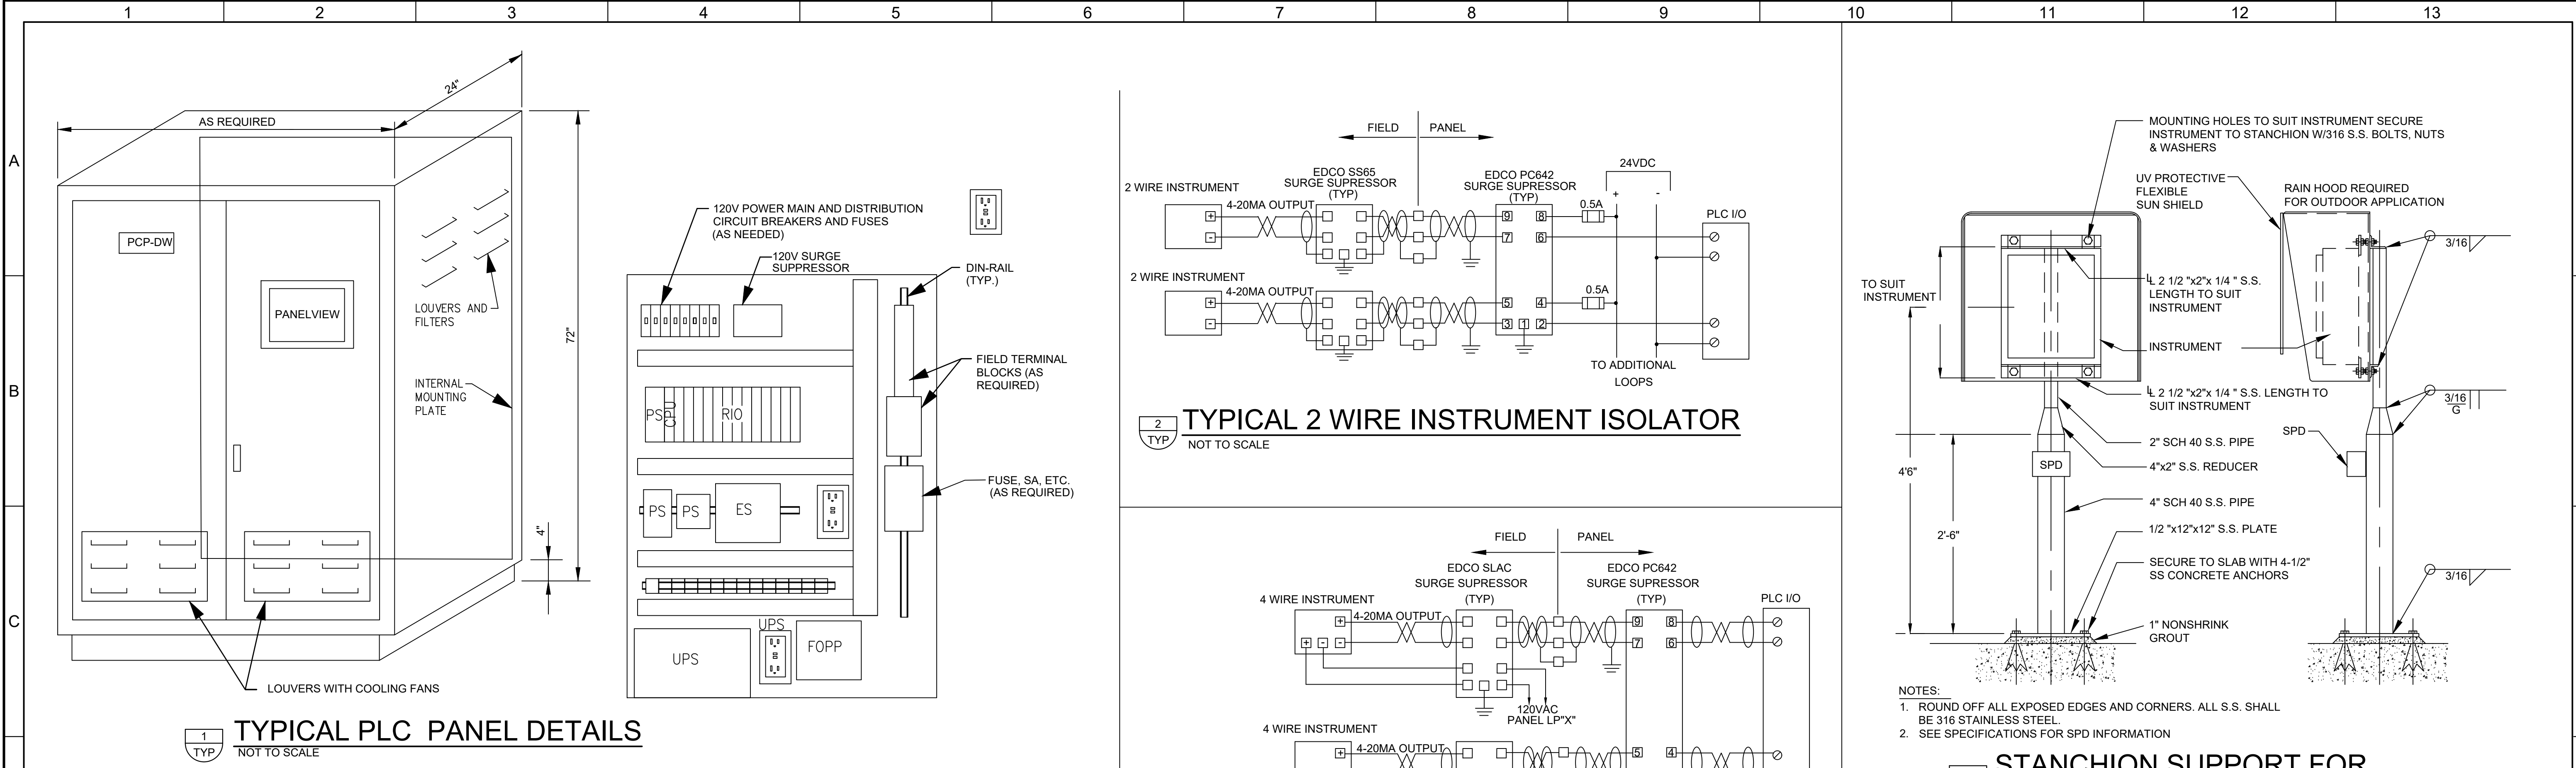 1 2 3 4 5 6 7 8 9 10 11 12 13
A
B
C
24"
AS REQUIRED
PCP-DW
PANELVIEW
LOUVERS AND
FILTERS
INTERNAL
MOUNTING
PLATE
72"
4"
LOUVERS WITH COOLING FANS
1
TYP
TYPICAL PLC PANEL DETAILS
NOT TO SCALE
120V POWER MAIN AND DISTRIBUTION
CIRCUIT BREAKERS AND FUSES
(AS NEEDED)
120V SURGE
SUPPRESSOR
DIN-RAIL
(TYP.)
FIELD TERMINAL
BLOCKS (AS
REQUIRED)
FUSE, SA, ETC.
(AS REQUIRED)
PS
CPU
RIO
PS
PS
ES
UPS
UPS
FOPP
FIELD
PANEL
24VDC
+
-
2 WIRE INSTRUMENT
4-20MA OUTPUT
+
-
EDCO SS65
SURGE SUPRESSOR
(TYP)
EDCO PC642
SURGE SUPRESSOR
(TYP)
9 8
7 6
0.5A
PLC I/O
2 WIRE INSTRUMENT
4-20MA OUTPUT
+
-
5 4
3 1 2
0.5A
TO ADDITIONAL
LOOPS
2
TYP
TYPICAL 2 WIRE INSTRUMENT ISOLATOR
NOT TO SCALE
FIELD
PANEL
EDCO SLAC
SURGE SUPRESSOR
(TYP)
EDCO PC642
SURGE SUPRESSOR
(TYP)
4 WIRE INSTRUMENT
4-20MA OUTPUT
+
+ - -
9 8
7 6
PLC I/O
120VAC
PANEL LP"X"
4 WIRE INSTRUMENT
4-20MA OUTPUT
+
5 4
MOUNTING HOLES TO SUIT INSTRUMENT SECURE
INSTRUMENT TO STANCHION W/316 S.S. BOLTS, NUTS
& WASHERS
UV PROTECTIVE
FLEXIBLE
SUN SHIELD
RAIN HOOD REQUIRED
FOR OUTDOOR APPLICATION
3/16
TO SUIT
INSTRUMENT
2 1/2 "x2"x 1/4 " S.S.
LENGTH TO SUIT
INSTRUMENT
INSTRUMENT
2 1/2 "x2"x 1/4 " S.S. LENGTH TO
SUIT INSTRUMENT
3/16
G
2" SCH 40 S.S. PIPE
SPD
SPD
4"x2" S.S. REDUCER
4'6"
4" SCH 40 S.S. PIPE
1/2 "x12"x12" S.S. PLATE
2'-6"
SECURE TO SLAB WITH 4-1/2"
SS CONCRETE ANCHORS
3/16
1" NONSHRINK
GROUT
NOTES:
1. ROUND OFF ALL EXPOSED EDGES AND CORNERS. ALL S.S. SHALL
BE 316 STAINLESS STEEL.
2. SEE SPECIFICATIONS FOR SPD INFORMATION
STANCHION SUPPORT FOR